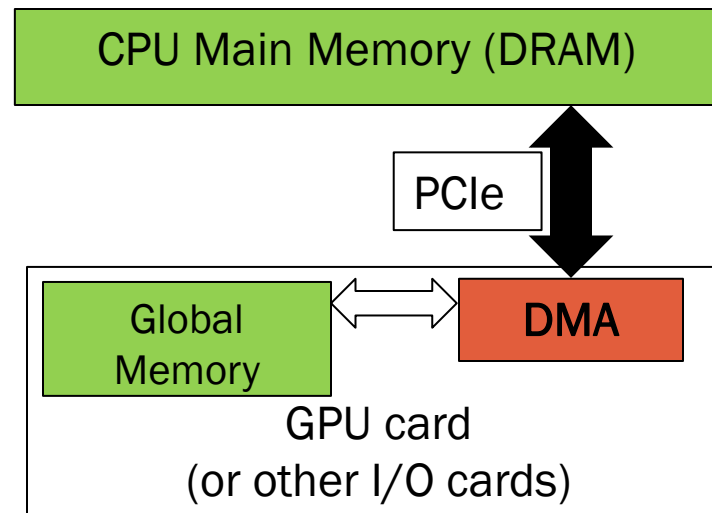 CPU Main Memory (DRAM)
PCIe
Global
Memory
DMA
GPU card
(or other I/O cards)